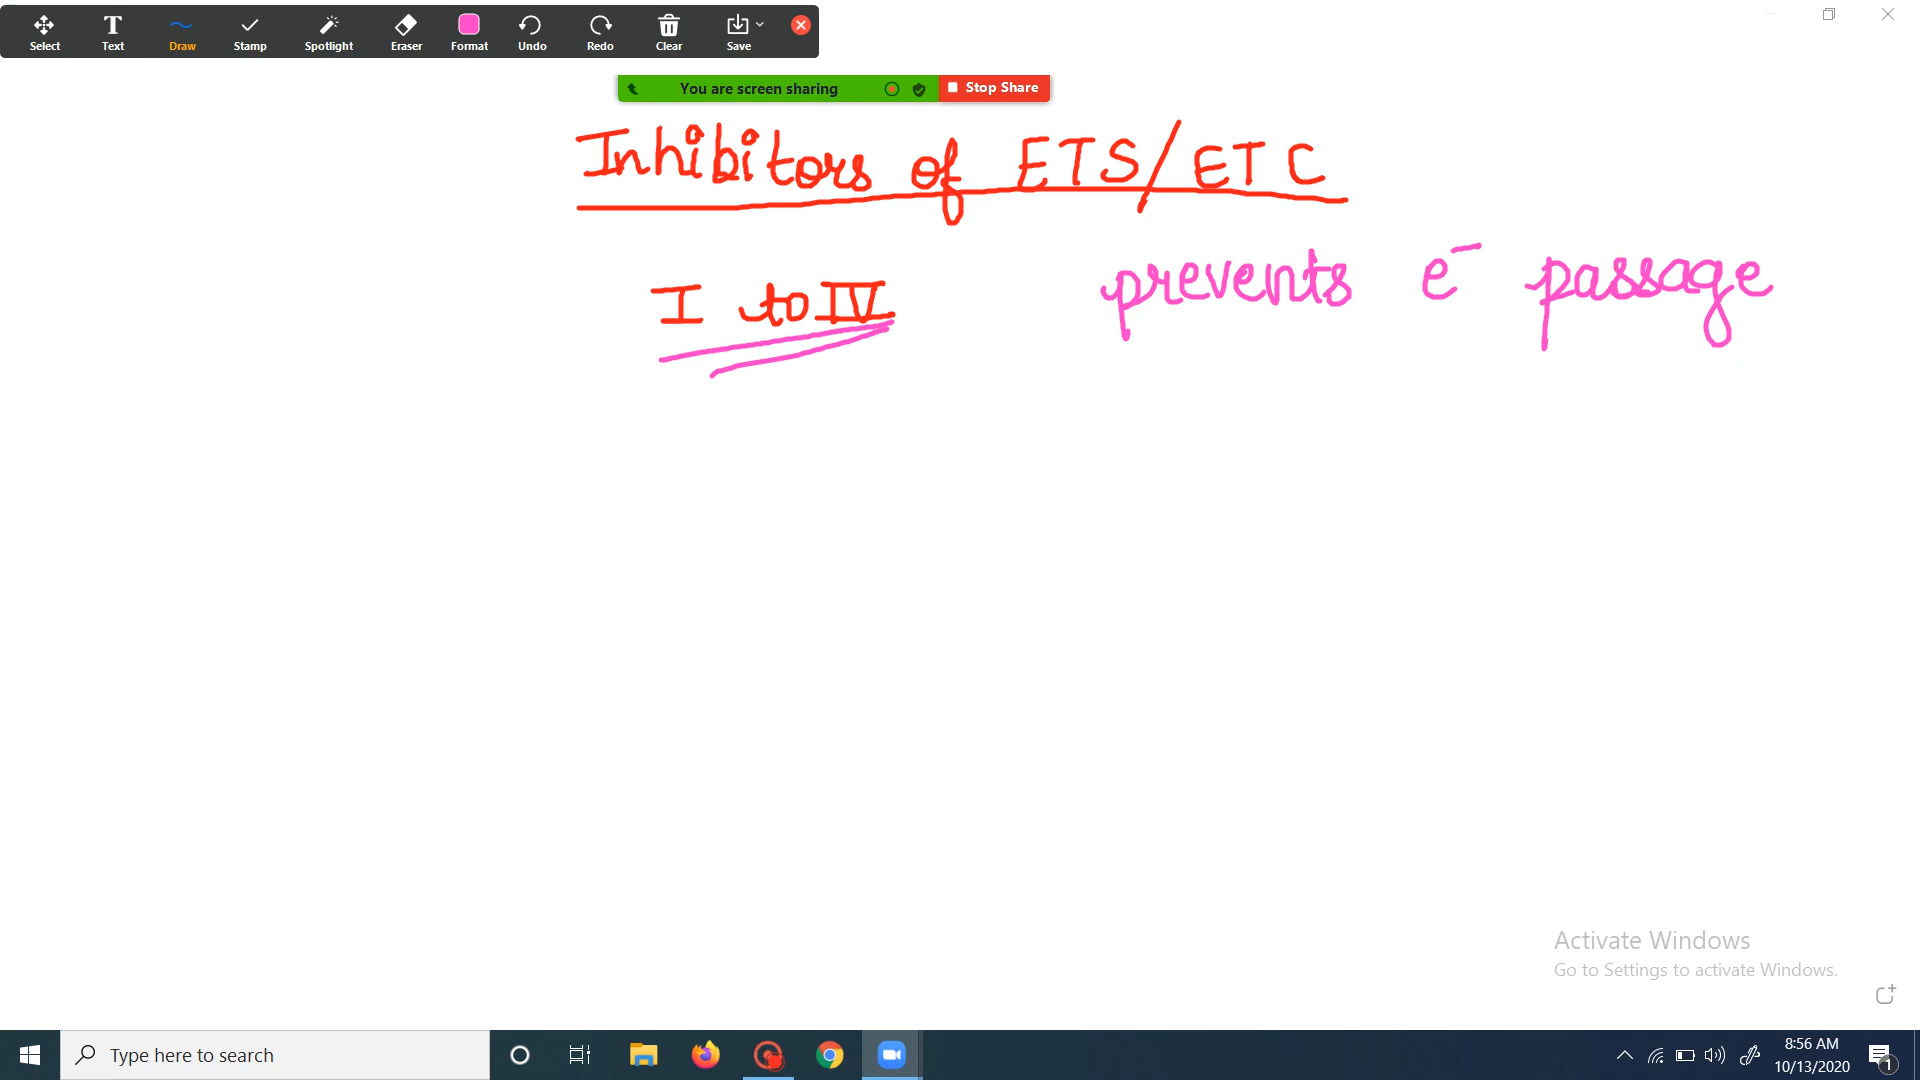 Select Text Draw Stamp Spotlight Eraser Format Undo Redo Clear Save
You are screen sharing Stop Share
Inhibitors of ETS/ETC
I to IV prevents e⁻ passage
Activate Windows
Go to Settings to activate Windows.
Type here to search
8:56 AM
10/13/2020
1